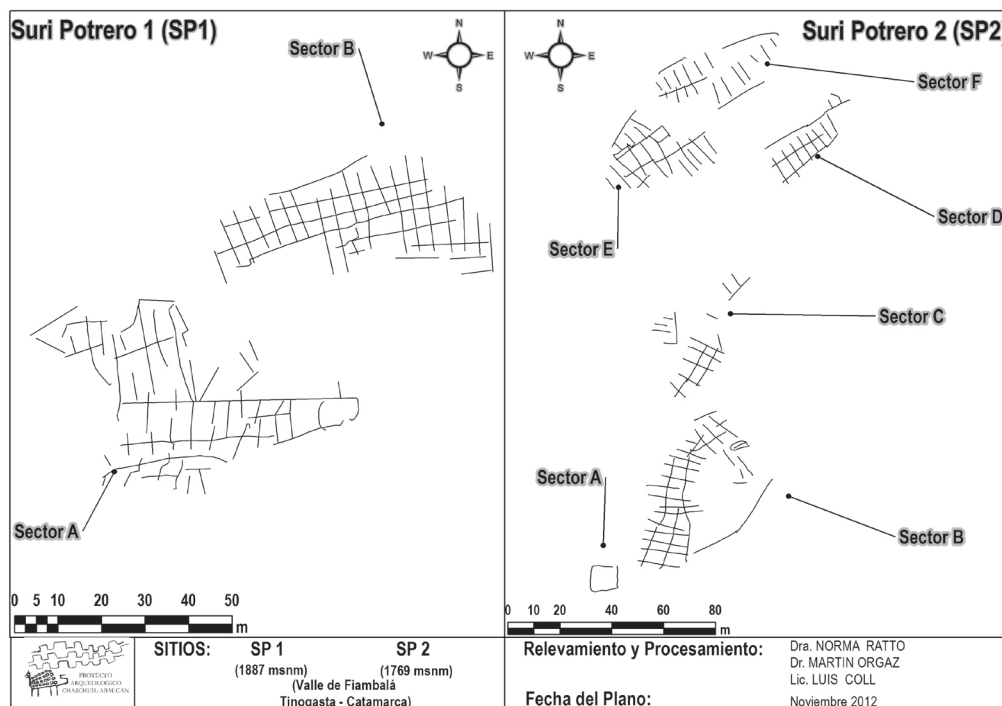 Suri Potrero 1 (SP1)
Sector B
N
W E
S
Sector A
0 5 10 20 30 40 50
m
N
W E
S
Suri Potrero 2 (SP2)
Sector F
Sector D
Sector E
Sector C
Sector A
Sector B
0 10 20 40 60 80
m
PROYECTO
ARQUEOLOGICO
CHASCHUIL ABAUCAN
SITIOS: SP 1 SP 2
(1887 msnm) (1769 msnm)
(Valle de Fiambalá
Tinogasta - Catamarca)
Relevamiento y Procesamiento: Dra. NORMA RATTO
Dr. MARTIN ORGAZ
Lic. LUIS COLL
Fecha del Plano: Noviembre 2012